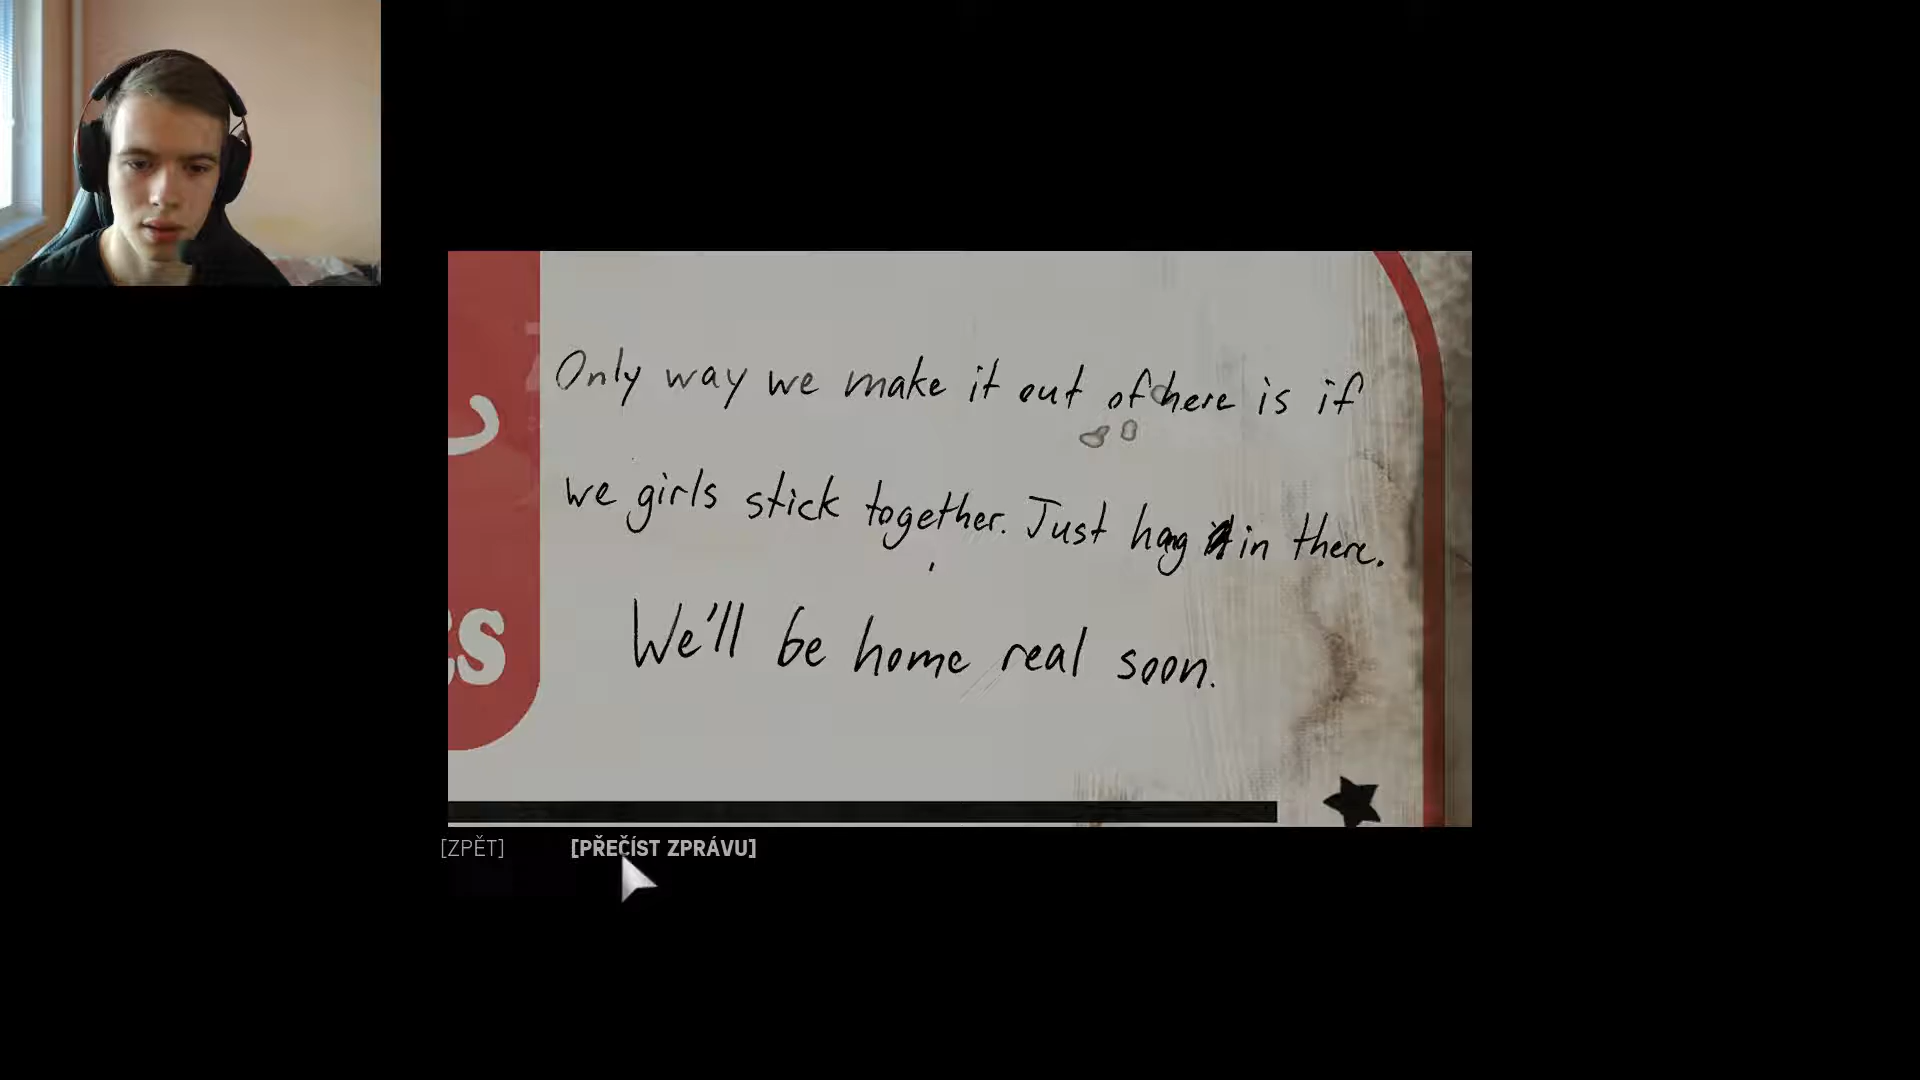 Only way we make it out of here is if
we girls stick together. Just hang in there.
We'll be home real soon.
ES
[ZPĚT] [PŘEČÍST ZPRÁVU]